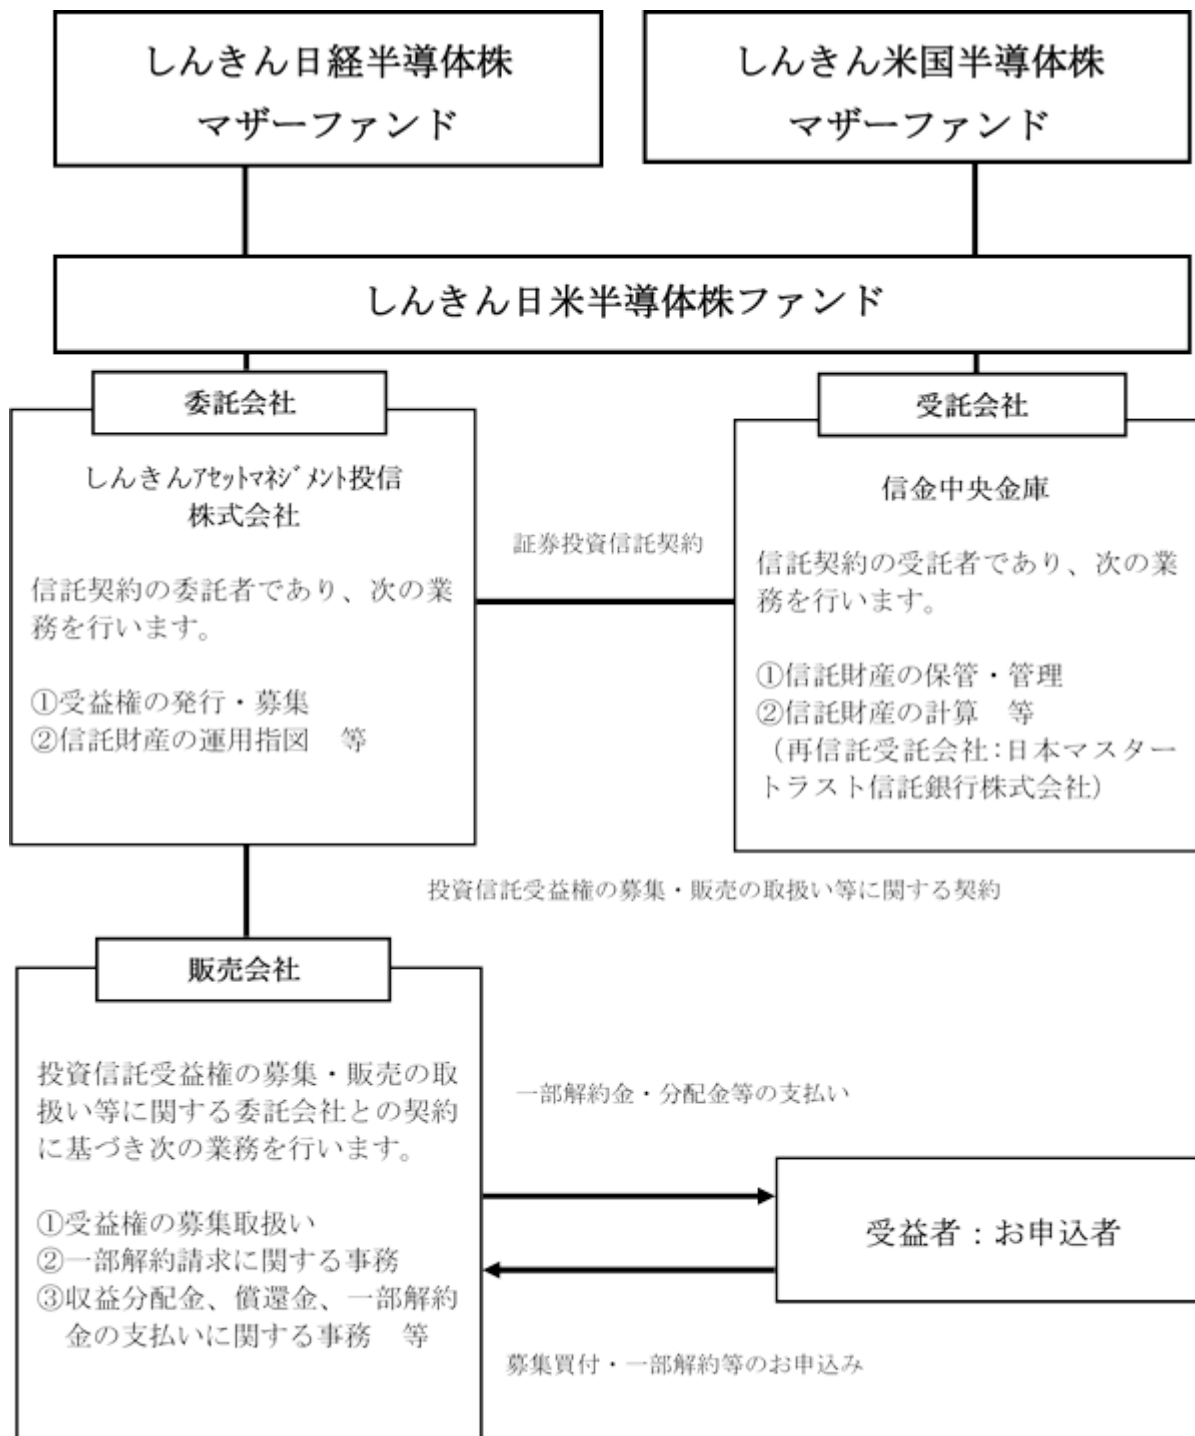 しんきん日経半導体株
マザーファンド
しんきん米国半導体株
マザーファンド
しんきん日米半導体株ファンド
委託会社
しんきんｱｾｯﾄﾏﾈｼﾞﾒﾝﾄ投信
株式会社
信託契約の委託者であり、次の業
務を行います。
①受益権の発行・募集
②信託財産の運用指図　等
証券投資信託契約
受託会社
信金中央金庫
信託契約の受託者であり、次の業
務を行います。
①信託財産の保管・管理
②信託財産の計算　等
（再信託受託会社：日本マスター
トラスト信託銀行株式会社）
投資信託受益権の募集・販売の取扱い等に関する契約
販売会社
投資信託受益権の募集・販売の取
扱い等に関する委託会社との契約
に基づき次の業務を行います。
①受益権の募集取扱い
②一部解約請求に関する事務
③収益分配金、償還金、一部解約
金の支払いに関する事務　等
一部解約金・分配金等の支払い
受益者：お申込者
募集買付・一部解約等のお申込み